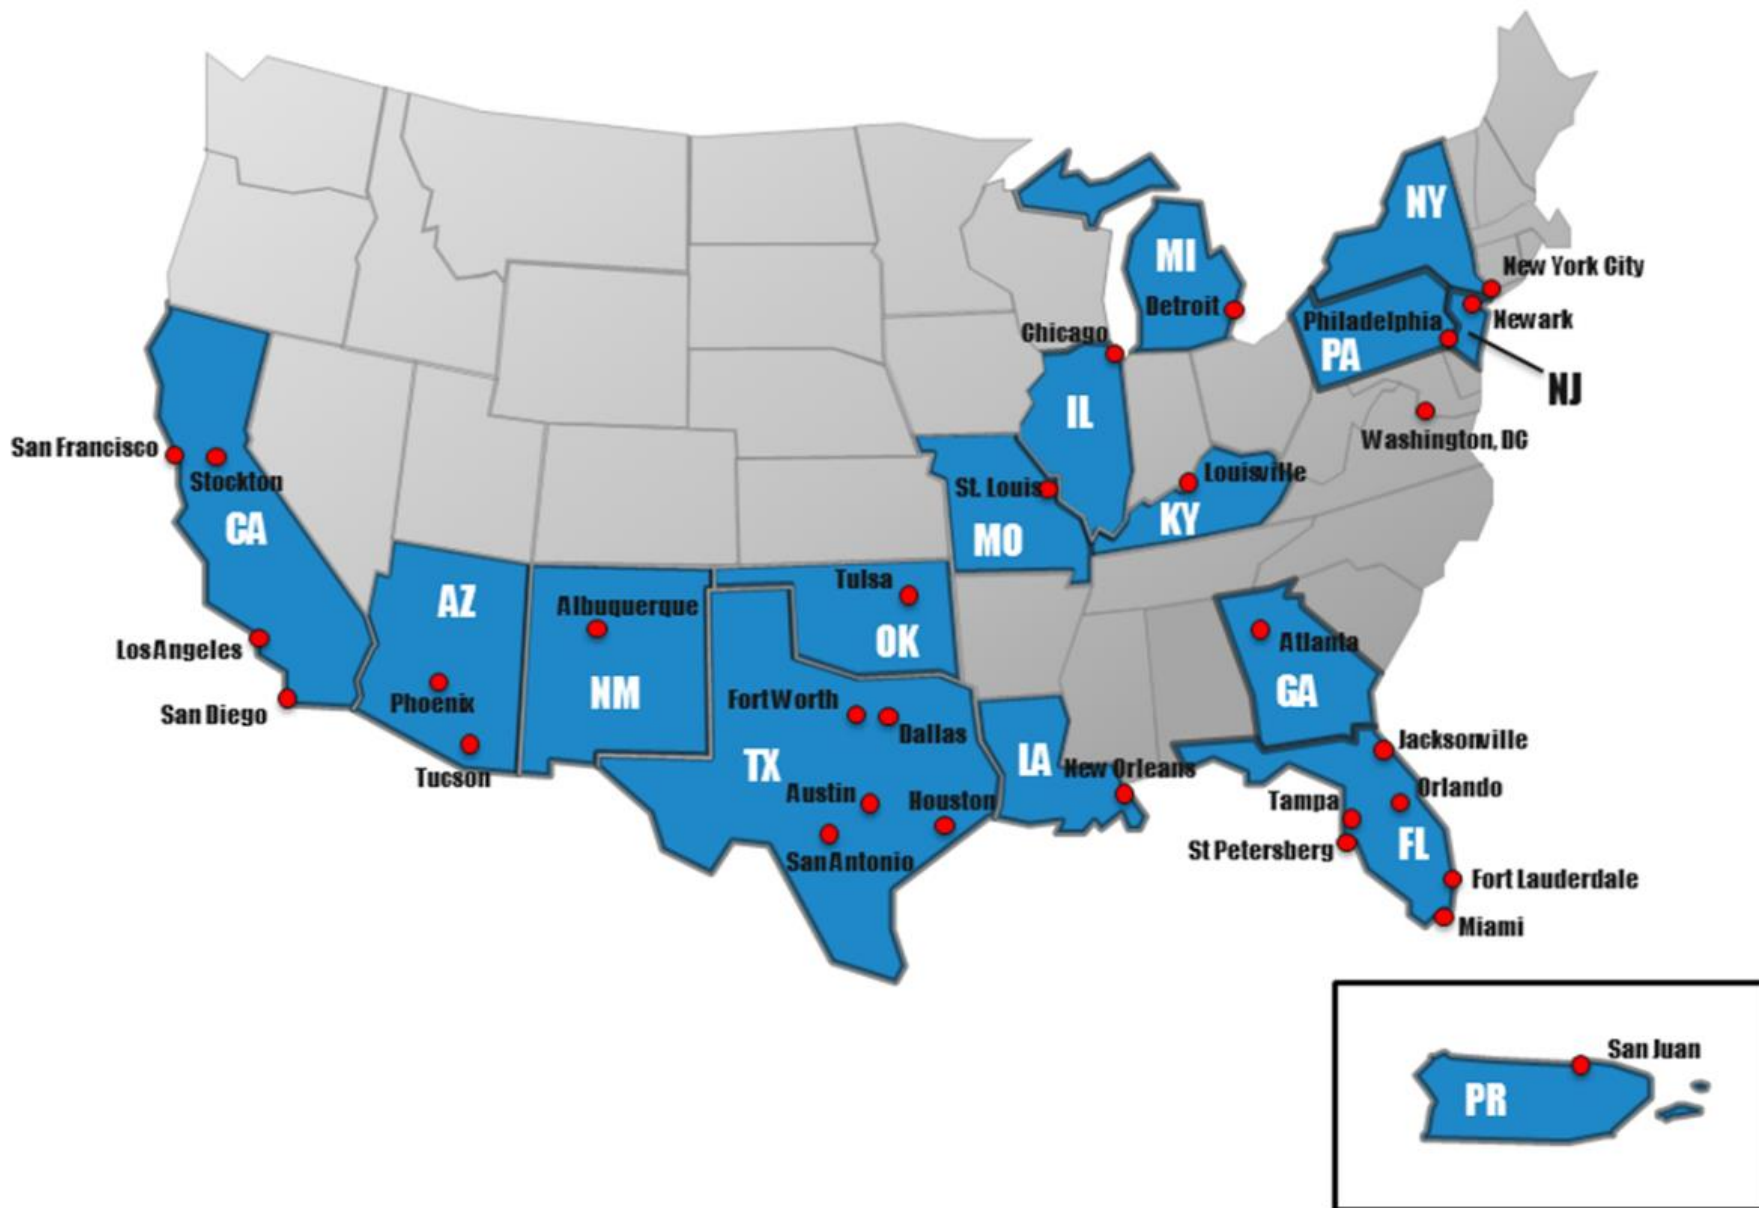 NY
New York City
MI
Detroit
Chicago
Philadelphia
Newark
PA
NJ
IL
Washington, DC
San Francisco
Stockton
St. Louis
Louisville
CA
MO
KY
Tulsa
AZ
Albuquerque
OK
Los Angeles
Atlanta
Phoenix
NM
GA
San Diego
Fort Worth
Dallas
Tucson
TX
LA
New Orleans
Jacksonville
Austin
Houston
Tampa
Orlando
San Antonio
St Petersberg
FL
Fort Lauderdale
Miami
San Juan
PR